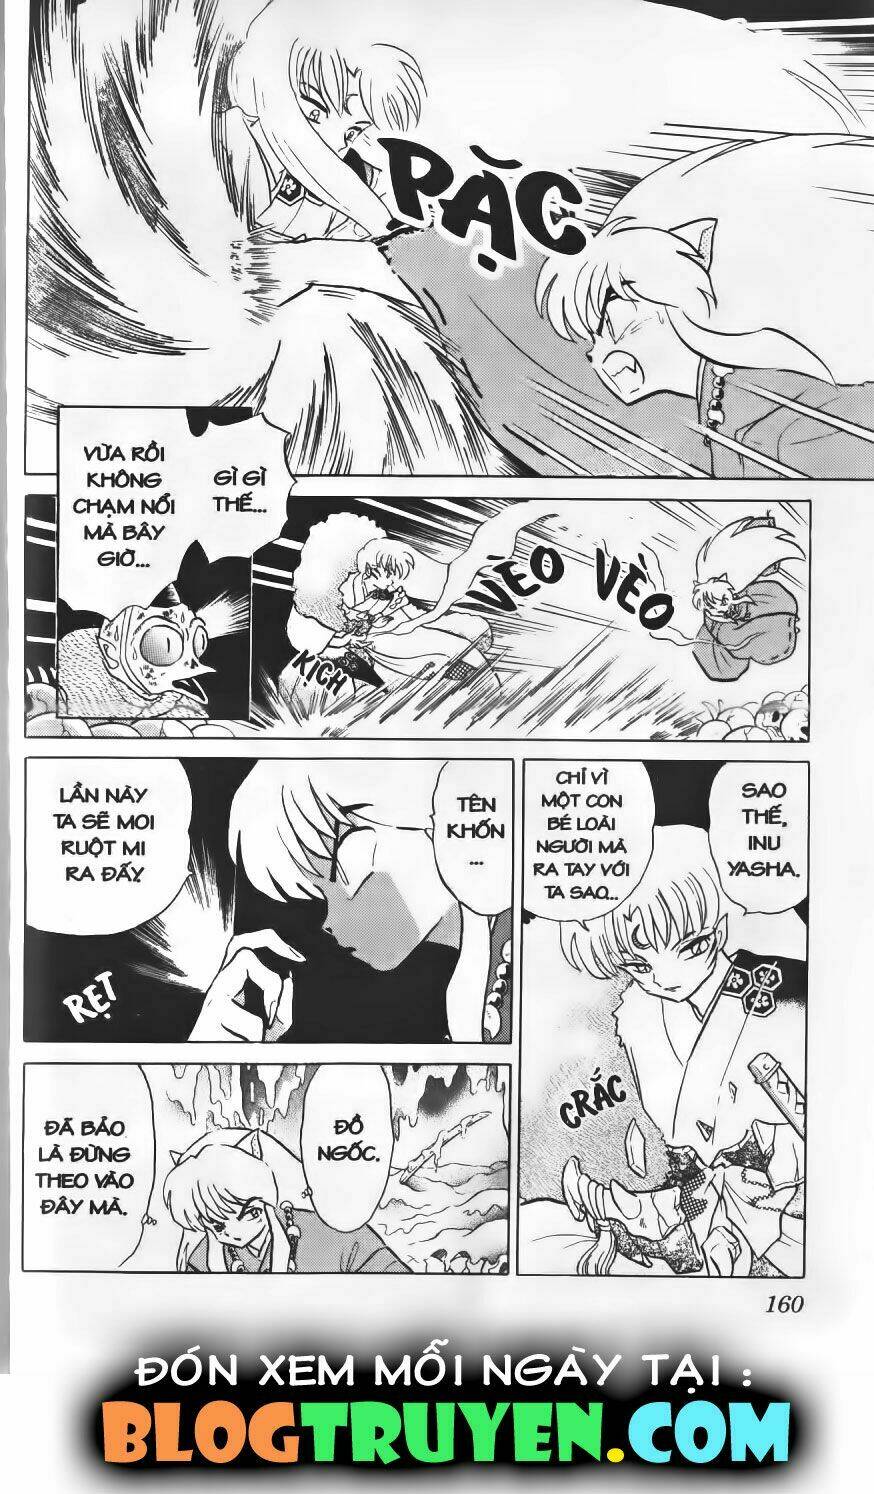 PẶC
GÌ GÌ
THẾ...
VỪA RỒI
KHÔNG
CHẠM NỔI
MÀ BÂY
GIỜ...
VÈO VÈO
KỊCH
SAO
THẾ,
INU
YASHA.
CHỈ VÌ
MỘT CON
BÉ LOÀI
NGƯỜI MÀ
RA TAY VỚI
TA SAO...
CRẮC
TÊN
KHỐN
...
LẦN NÀY
TA SẼ MOI
RUỘT MI
RA ĐẤY.
RẸT
ĐỒ
NGỐC.
ĐÃ BẢO
LÀ ĐỪNG
THEO VÀO
ĐÂY MÀ.
160
ĐÓN XEM MỖI NGÀY TẠI :
BLOGTRUYEN.COM